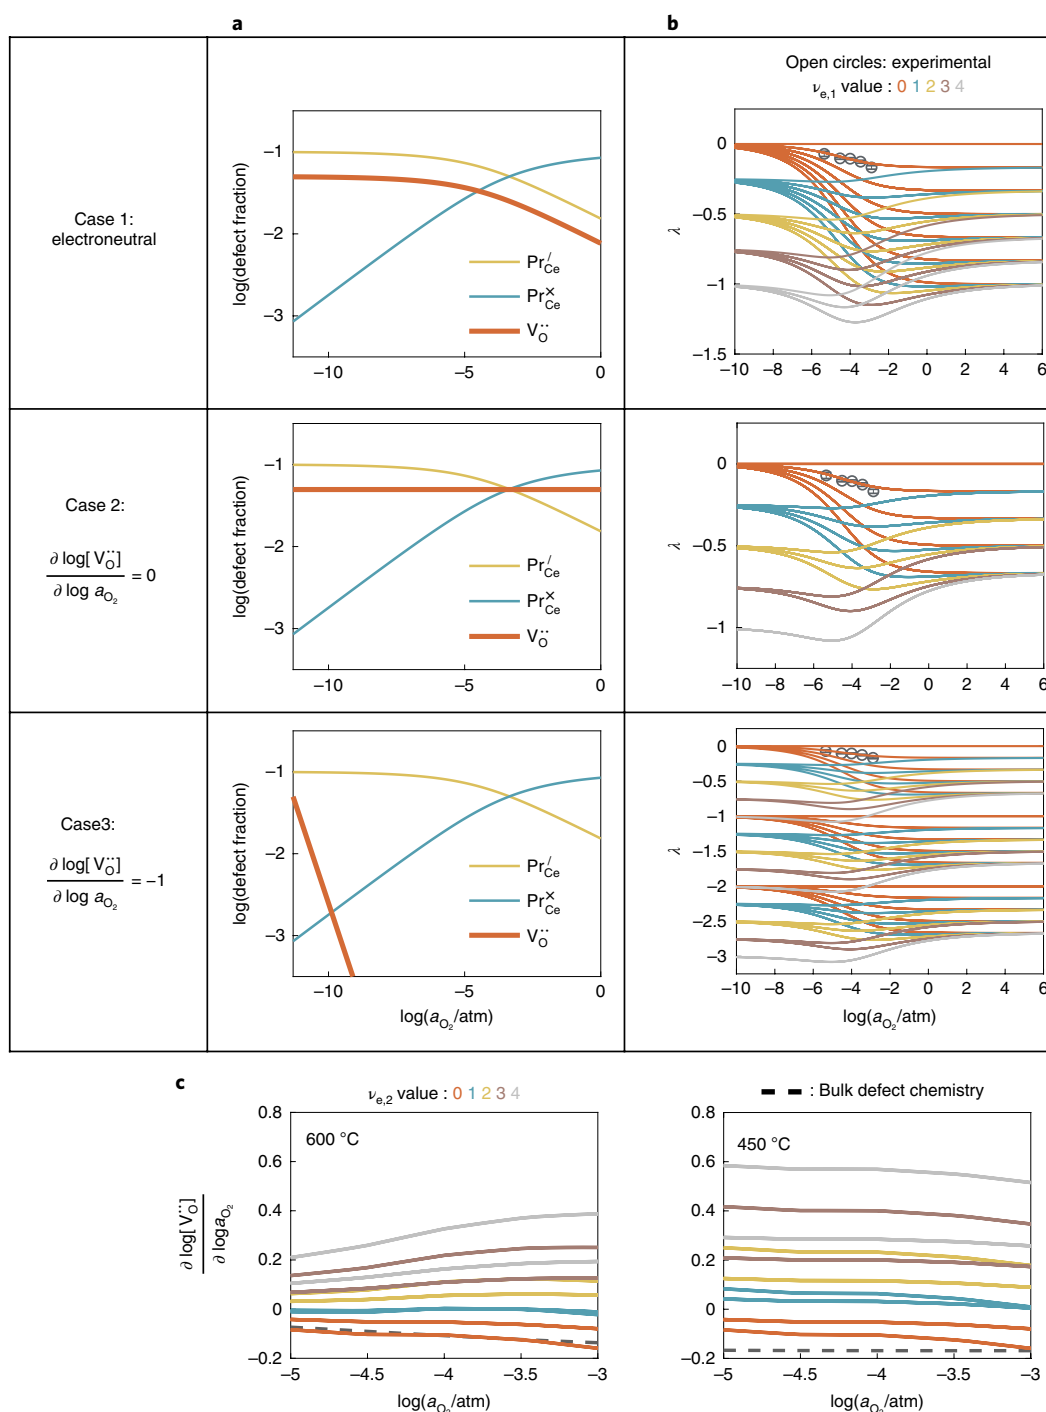 a
b
Case 1:
electroneutral
log(defect fraction)
−1
−2
−3
−10
−5
0
Pr/Ce
Pr×Ce
V··O
Open circles: experimental
νe,1 value : 0 1 2 3 4
λ
0
−0.5
−1
−1.5
−10 −8 −6 −4 −2 0 2 4 6
Case 2:
∂ log[V··O]
∂ log aO2
= 0
log(defect fraction)
−1
−2
−3
−10
−5
0
Pr/Ce
Pr×Ce
V··O
λ
0
−0.5
−1
−10 −8 −6 −4 −2 0 2 4 6
Case3:
∂ log[V··O]
∂ log aO2
= −1
log(defect fraction)
−1
−2
−3
−10
−5
0
Pr/Ce
Pr×Ce
V··O
log(aO2/atm)
λ
0
−0.5
−1
−1.5
−2
−2.5
−3
−10 −8 −6 −4 −2 0 2 4 6
log(aO2/atm)
c
νe,2 value : 0 1 2 3 4
: Bulk defect chemistry
∂ log[V··O]
∂ logaO2
600 °C
0.8
0.6
0.4
0.2
0
−0.2
−5 −4.5 −4 −3.5 −3
log(aO2/atm)
450 °C
0.8
0.6
0.4
0.2
0
−0.2
−5 −4.5 −4 −3.5 −3
log(aO2/atm)